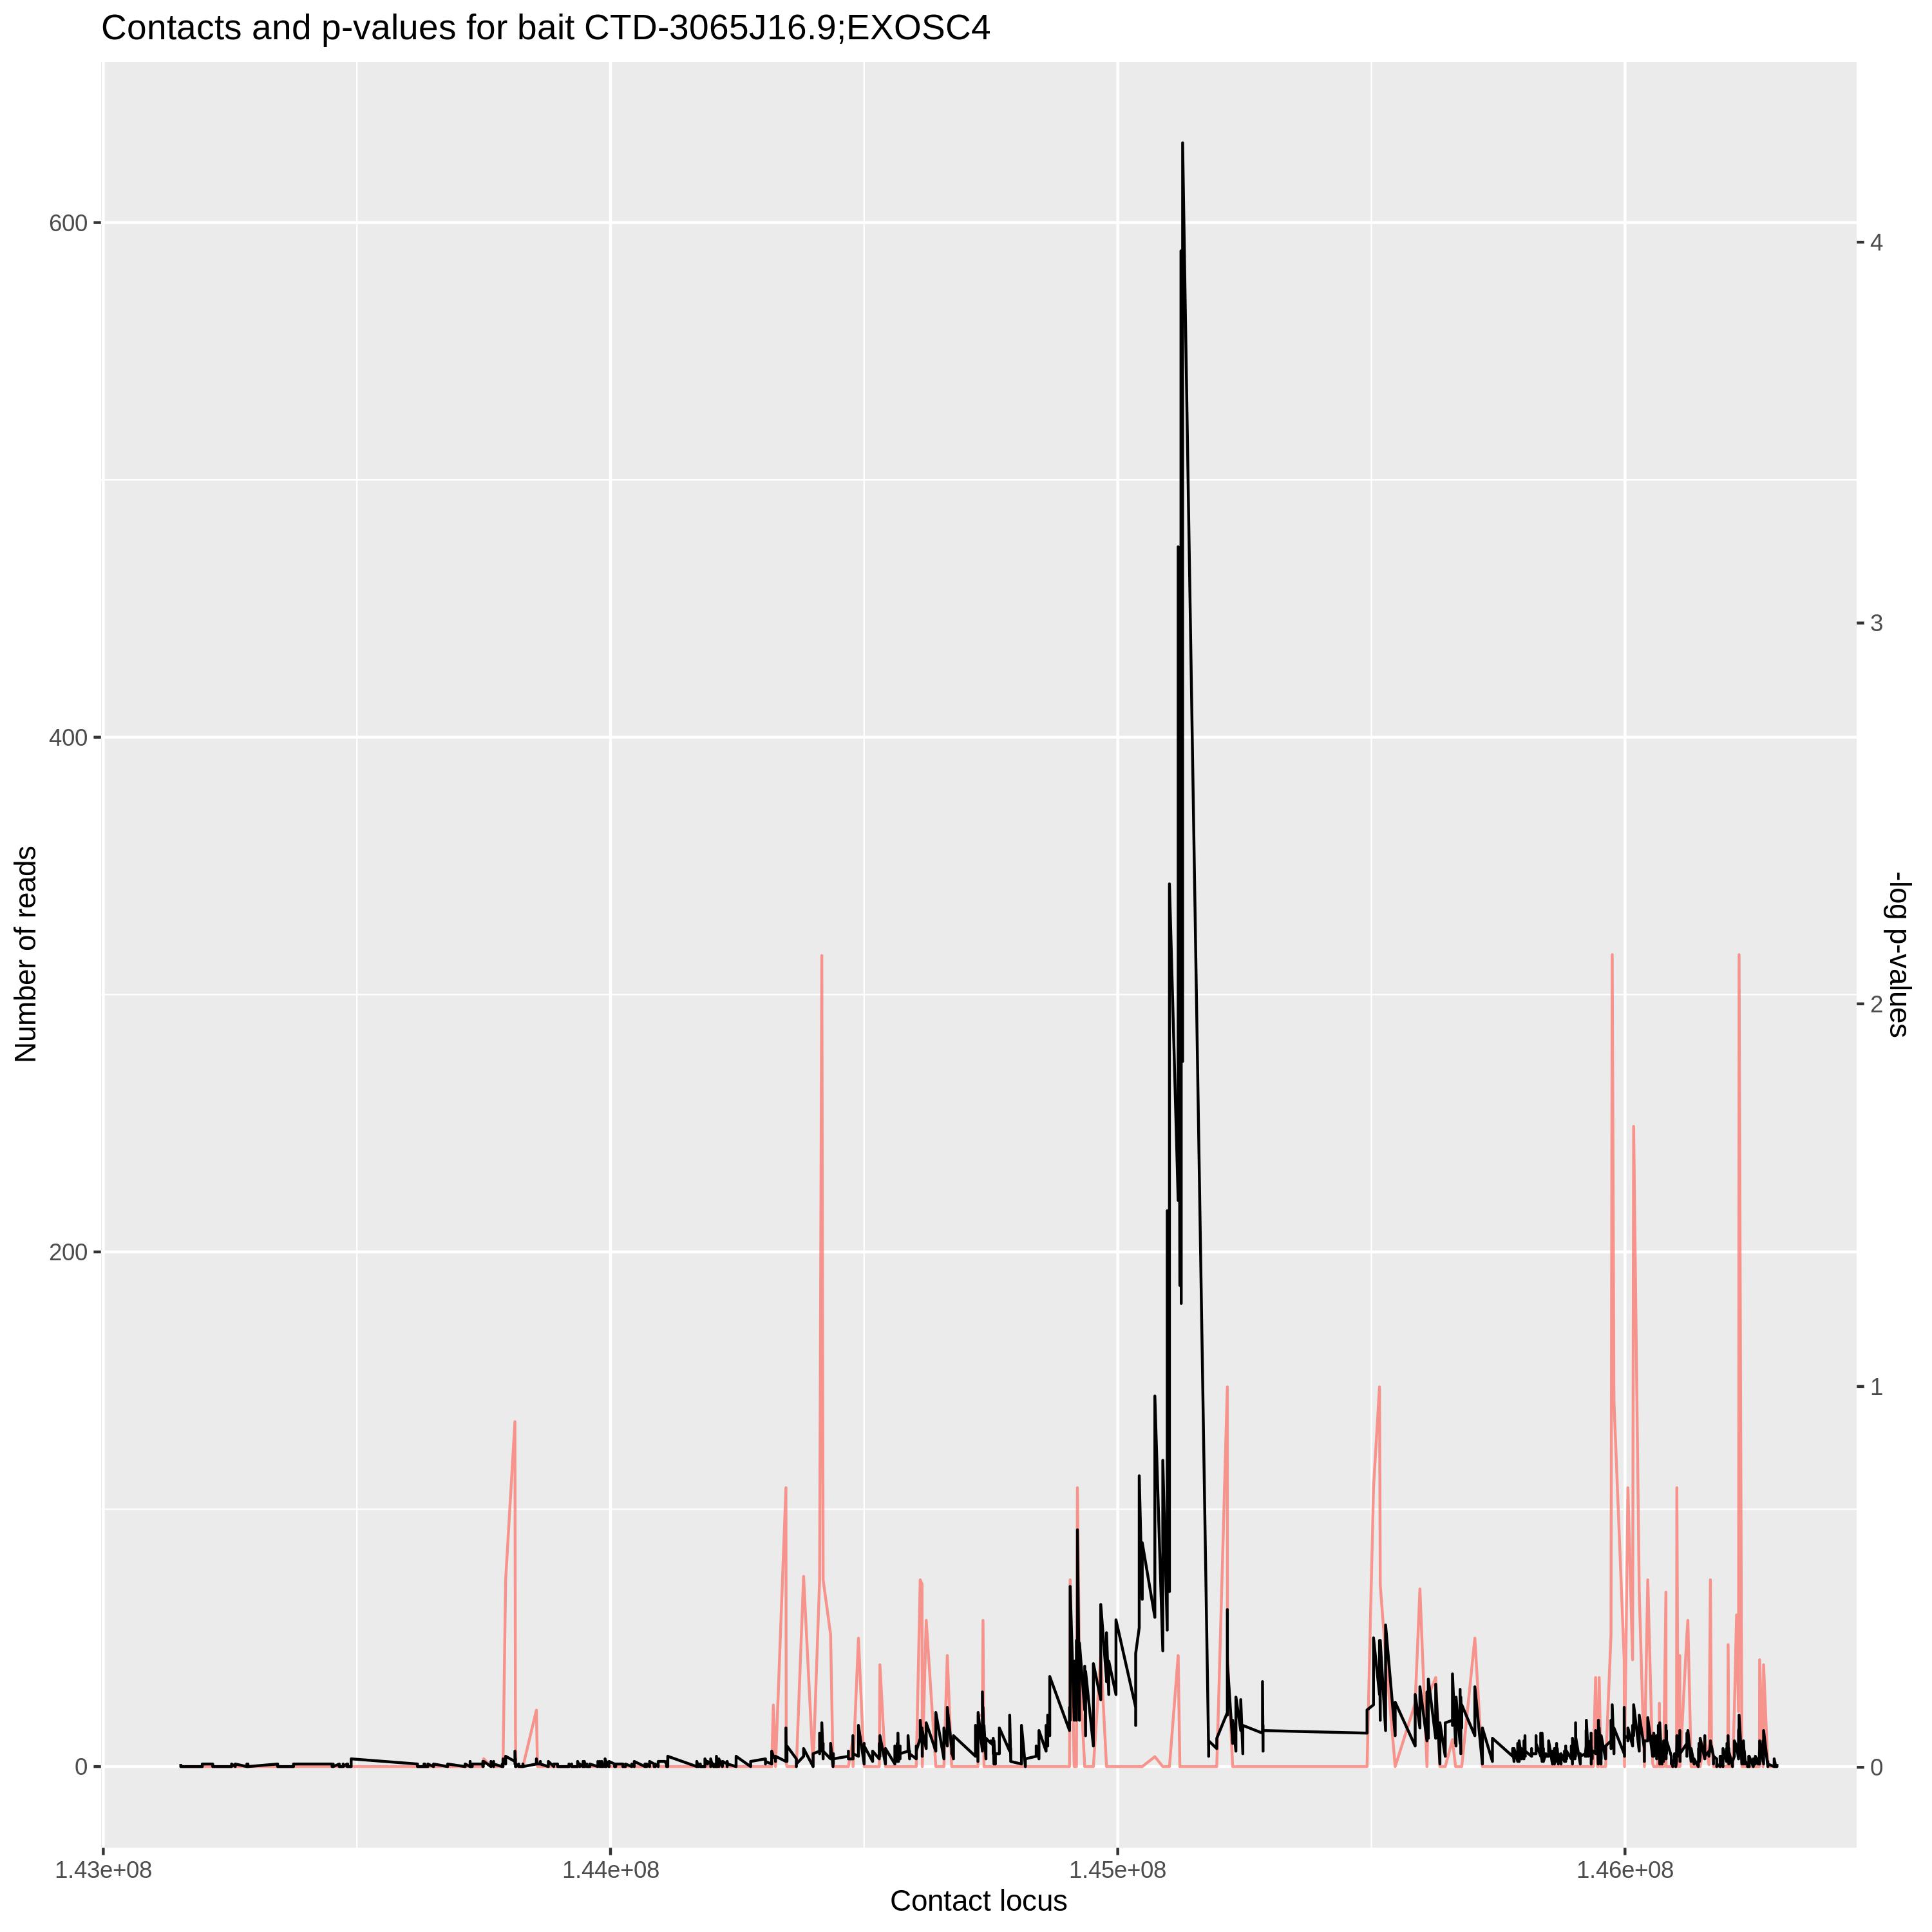 Contacts and p-values for bait CTD-3065J16.9;EXOSC4
600
400
200
0
Number of reads
4
3
2
1
0
-log p-values
1.43e+08 1.44e+08 1.45e+08 1.46e+08
Contact locus